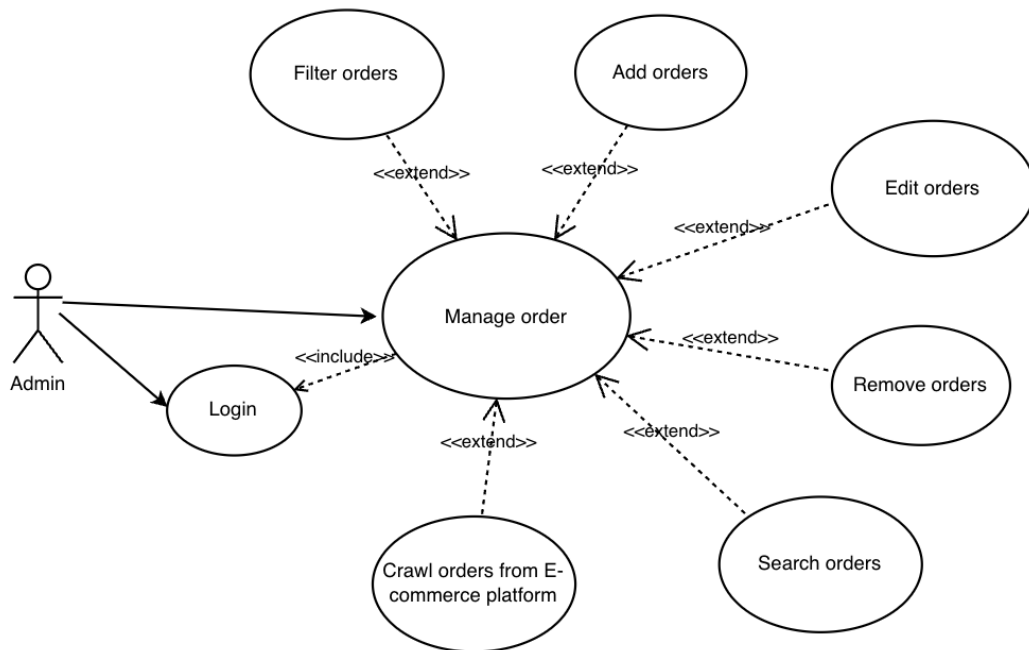 Filter orders
Add orders
<<extend>>
<<extend>>
Edit orders
<<extend>>
Manage order
<<extend>>
<<include>>
Admin
Remove orders
Login
<<extend>>
<<extend>>
Crawl orders from E-
commerce platform
Search orders